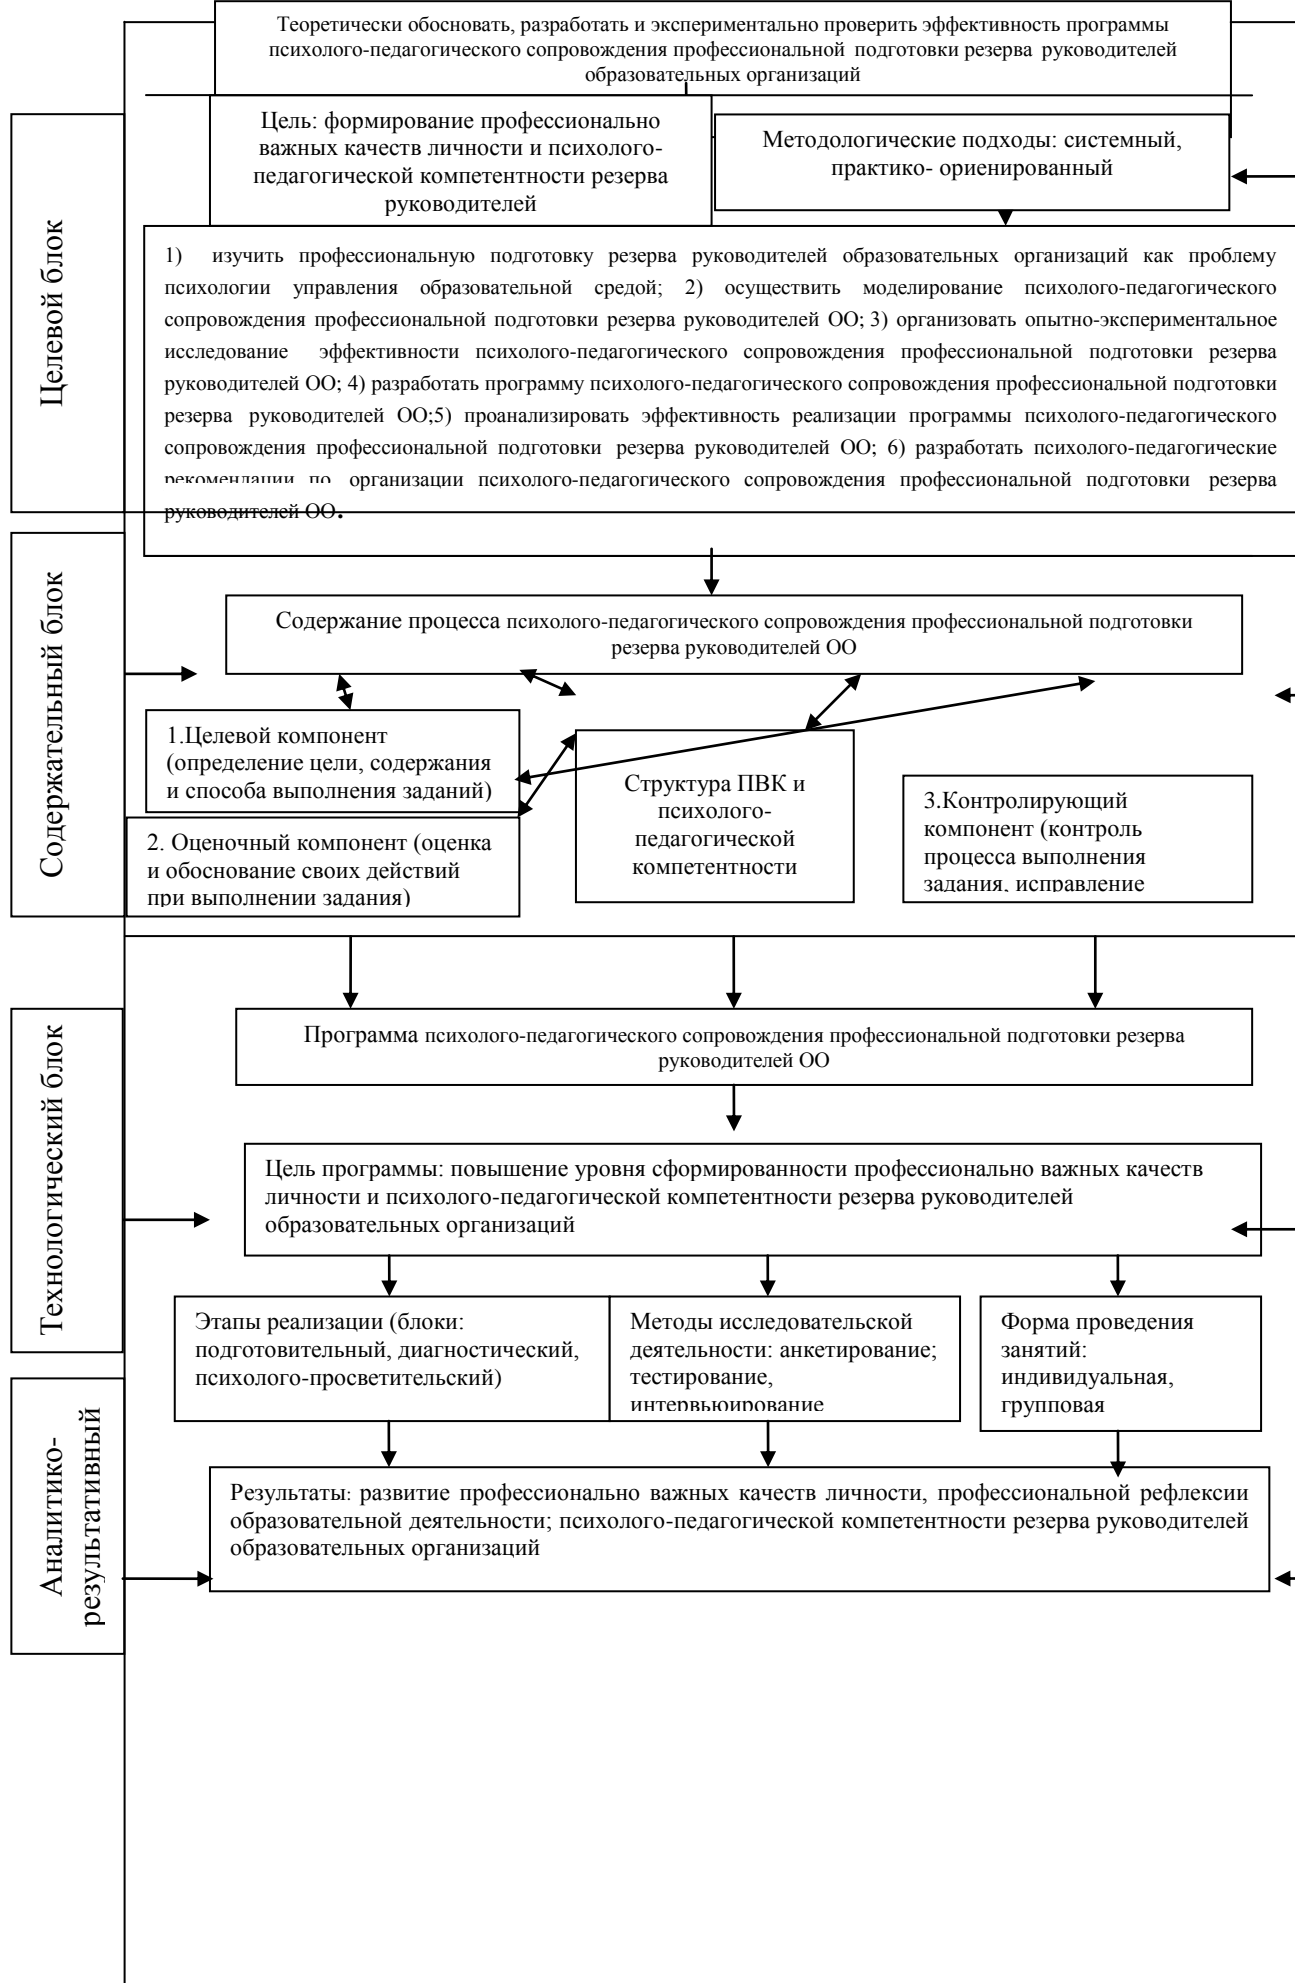 Теоретически обосновать, разработать и экспериментально проверить эффективность программы
психолого-педагогического сопровождения профессиональной подготовки резерва руководителей
образовательных организаций
Целевой блок
Цель: формирование профессионально
важных качеств личности и психолого-
педагогической компетентности резерва
руководителей
Методологические подходы: системный,
практико- ориенированный
1) изучить профессиональную подготовку резерва руководителей образовательных организаций как проблему
психологии управления образовательной средой; 2) осуществить моделирование психолого-педагогического
сопровождения профессиональной подготовки резерва руководителей ОО; 3) организовать опытно-экспериментальное
исследование эффективности психолого-педагогического сопровождения профессиональной подготовки резерва
руководителей ОО; 4) разработать программу психолого-педагогического сопровождения профессиональной подготовки
резерва руководителей ОО;5) проанализировать эффективность реализации программы психолого-педагогического
сопровождения профессиональной подготовки резерва руководителей ОО; 6) разработать психолого-педагогические
рекомендации по организации психолого-педагогического сопровождения профессиональной подготовки резерва
руководителей ОО.
Содержательный блок
Содержание процесса психолого-педагогического сопровождения профессиональной подготовки
резерва руководителей ОО
1.Целевой компонент
(определение цели, содержания
и способа выполнения заданий)
2. Оценочный компонент (оценка
и обоснование своих действий
при выполнении задания)
Структура ПВК и
психолого-
педагогической
компетентности
3.Контролирующий
компонент (контроль
процесса выполнения
задания, исправление
Технологический блок
Программа психолого-педагогического сопровождения профессиональной подготовки резерва
руководителей ОО
Цель программы: повышение уровня сформированности профессионально важных качеств
личности и психолого-педагогической компетентности резерва руководителей
образовательных организаций
Этапы реализации (блоки:
подготовительный, диагностический,
психолого-просветительский)
Методы исследовательской
деятельности: анкетирование;
тестирование,
интервьюирование
Форма проведения
занятий:
индивидуальная,
групповая
Аналитико-
результативный
Результаты: развитие профессионально важных качеств личности, профессиональной рефлексии
образовательной деятельности; психолого-педагогической компетентности резерва руководителей
образовательных организаций